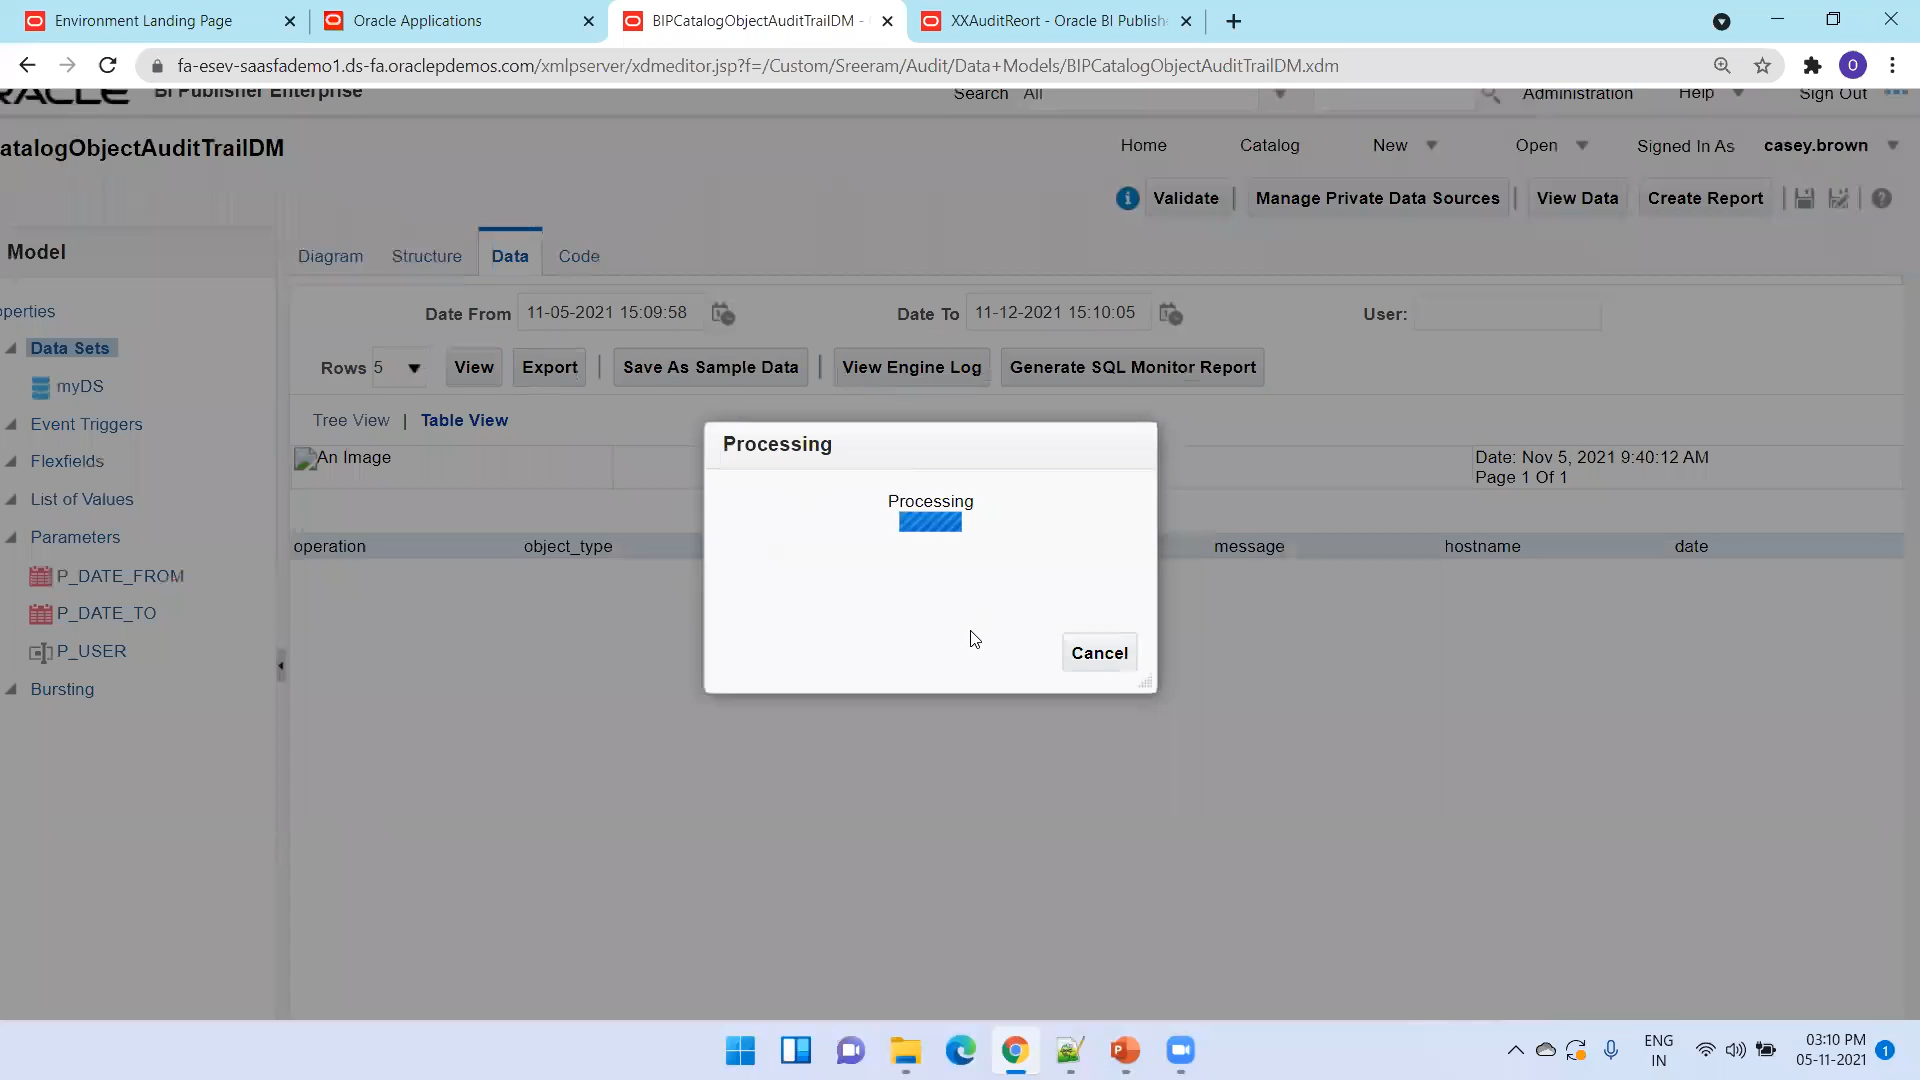 Environment Landing Page
Oracle Applications
BIPCatalogObjectAuditTrailDM -
XXAuditReort - Oracle BI Publish
fa-esev-saasfademo1.ds-fa.oraclepdemos.com/xmlpserver/xdmeditor.jsp?f=/Custom/Sreeram/Audit/Data+Models/BIPCatalogObjectAuditTrailDM.xdm
O
ORACLE BI Publisher Enterprise
Search All
Administration Help Sign Out
atalogObjectAuditTrailDM
Home Catalog New Open Signed In As casey.brown
Validate Manage Private Data Sources View Data Create Report
Model
Diagram Structure Data Code
operties
Data Sets
myDS
Event Triggers
Flexfields
List of Values
Parameters
P_DATE_FROM
P_DATE_TO
P_USER
Bursting
Date From 11-05-2021 15:09:58 Date To 11-12-2021 15:10:05 User:
Rows 5 View Export Save As Sample Data View Engine Log Generate SQL Monitor Report
Tree View | Table View
An Image
Date: Nov 5, 2021 9:40:12 AM
Page 1 Of 1
operation object_type message hostname date
Processing
Processing
Cancel
ENG
IN
03:10 PM
05-11-2021
1